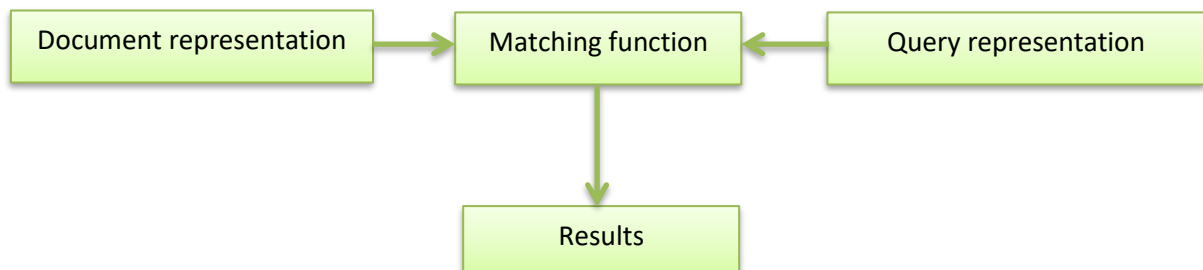 Document representation
Matching function
Query representation
Results